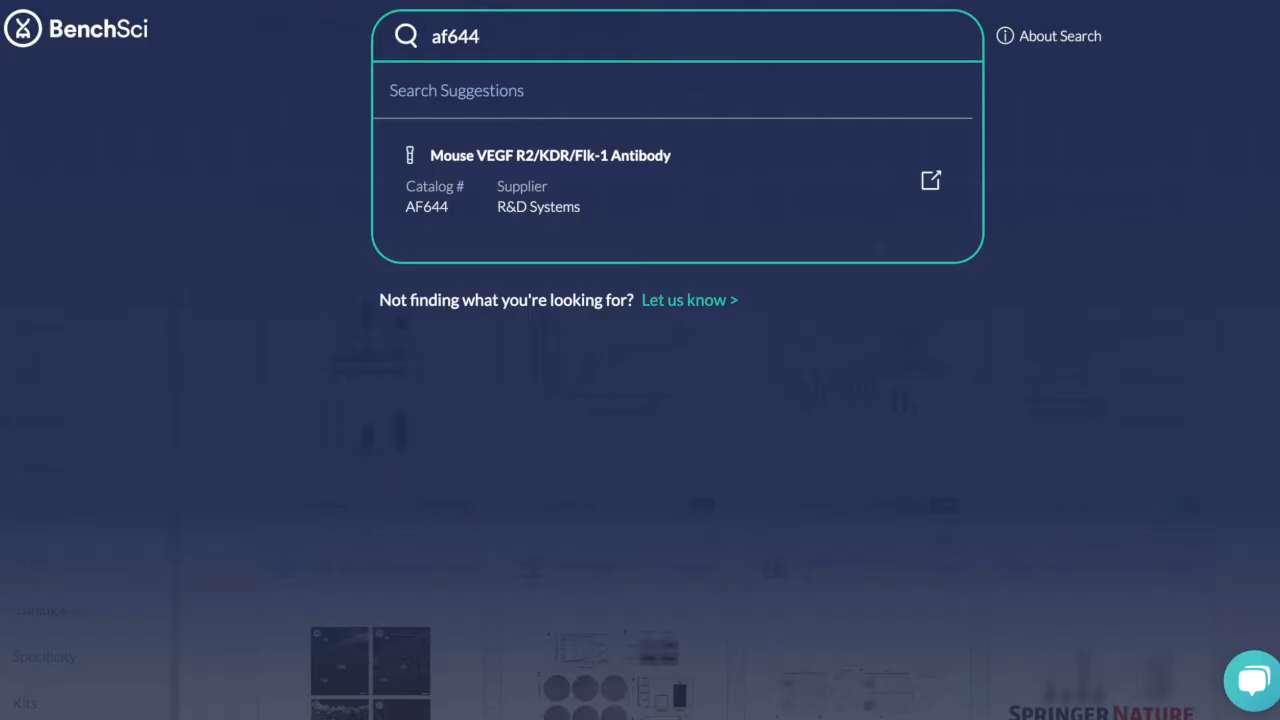 BenchSci
af644
About Search
Search Suggestions
Mouse VEGF R2/KDR/Flk-1 Antibody
Catalog # Supplier
AF644 R&D Systems
Not finding what you're looking for? Let us know >
Specificity
Kits
SPRINGER NATURE